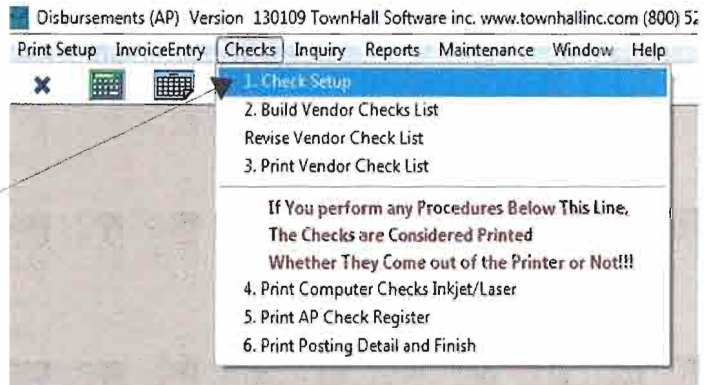 Disbursements (AP) Version 130109 TownHall Software inc. www.townhallinc.com (800) 52
Print Setup InvoiceEntry Checks Inquiry Reports Maintenance Window Help
1. Check Setup
2. Build Vendor Checks List
Revise Vendor Check List
3. Print Vendor Check List
If You perform any Procedures Below This Line,
The Checks are Considered Printed
Whether They Come out of the Printer or Not!!!
4. Print Computer Checks Inkjet/Laser
5. Print AP Check Register
6. Print Posting Detail and Finish